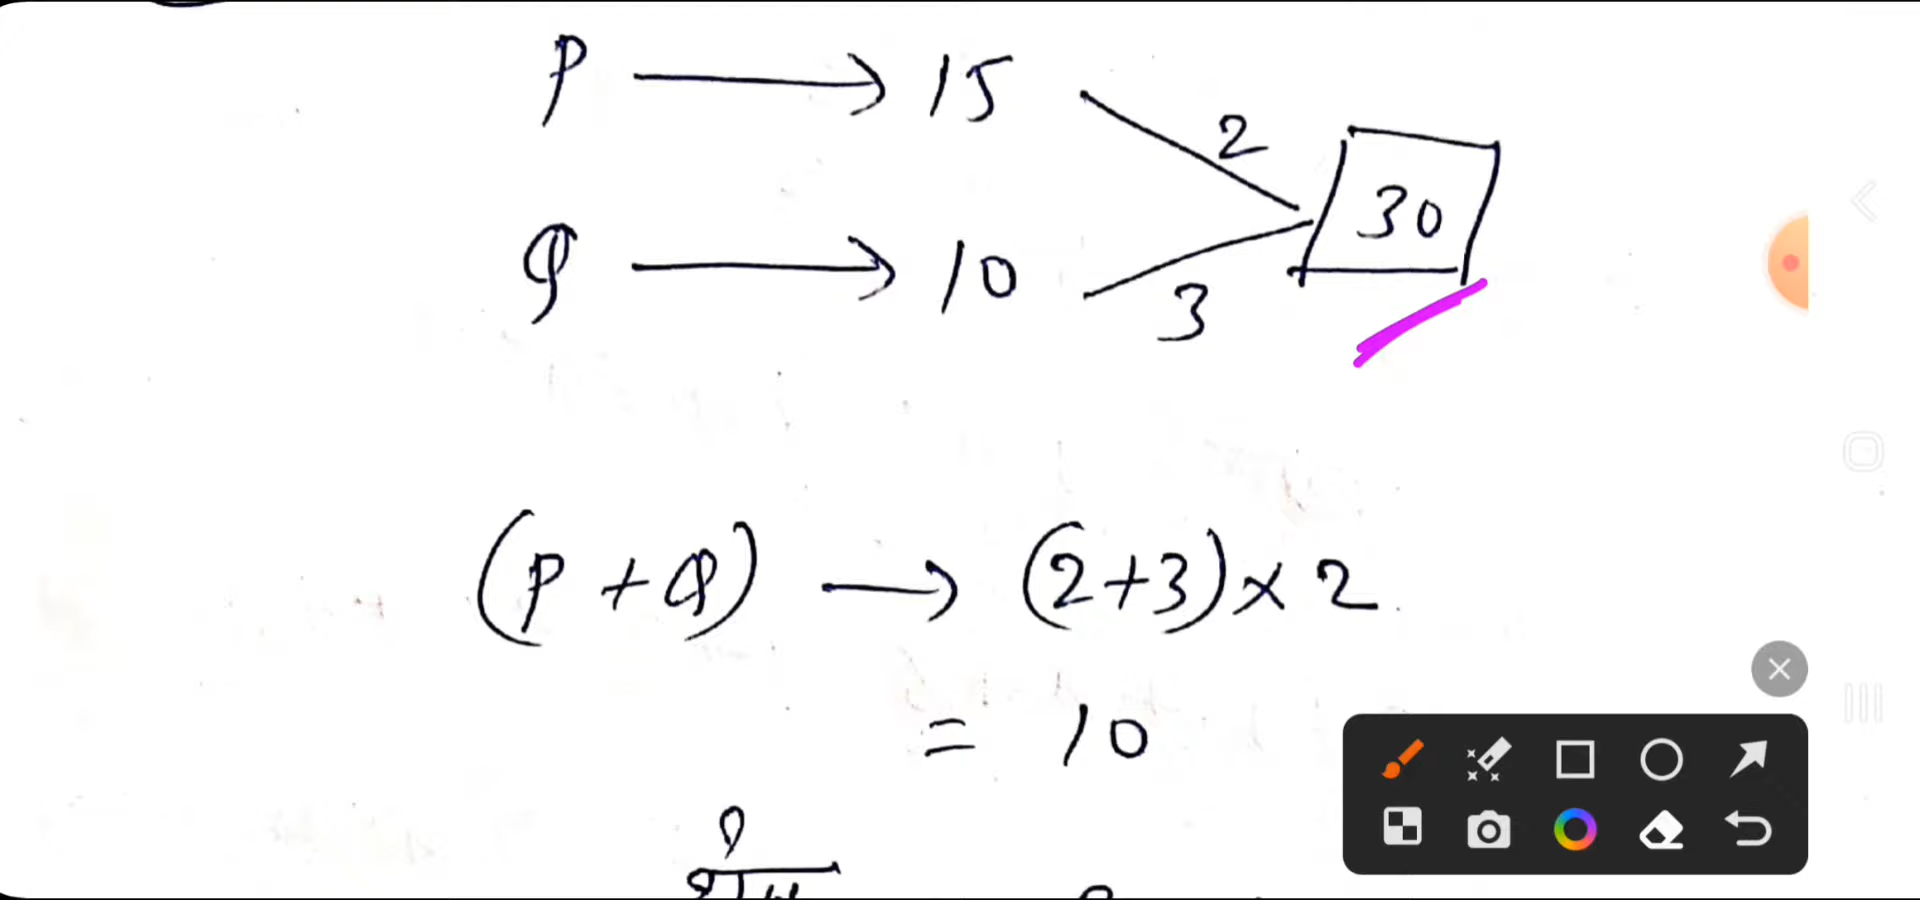 P → 15 2
30
Q → 10 3
(P + Q) → (2+3) × 2
= 10